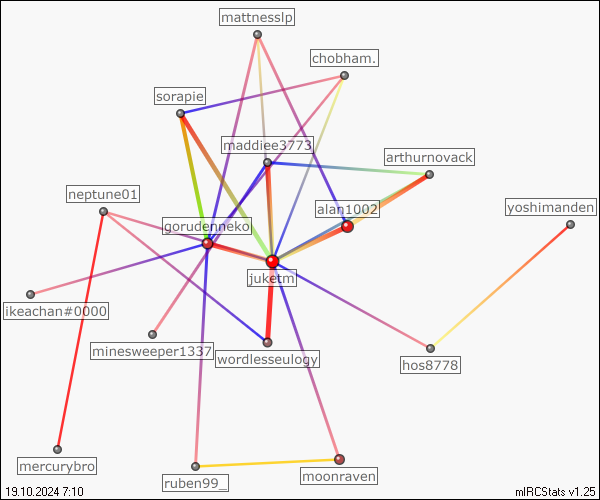 mattnesslp
chobham.
sorapie
maddiee3773
arthurnovack
neptune01
alan1002
yoshimanden
gorudenneko
juketm
ikeachan#0000
minesweeper1337
wordlesseulogy
hos8778
mercurybro
ruben99_
moonraven
19.10.2024 7:10
mIRCStats v1.25